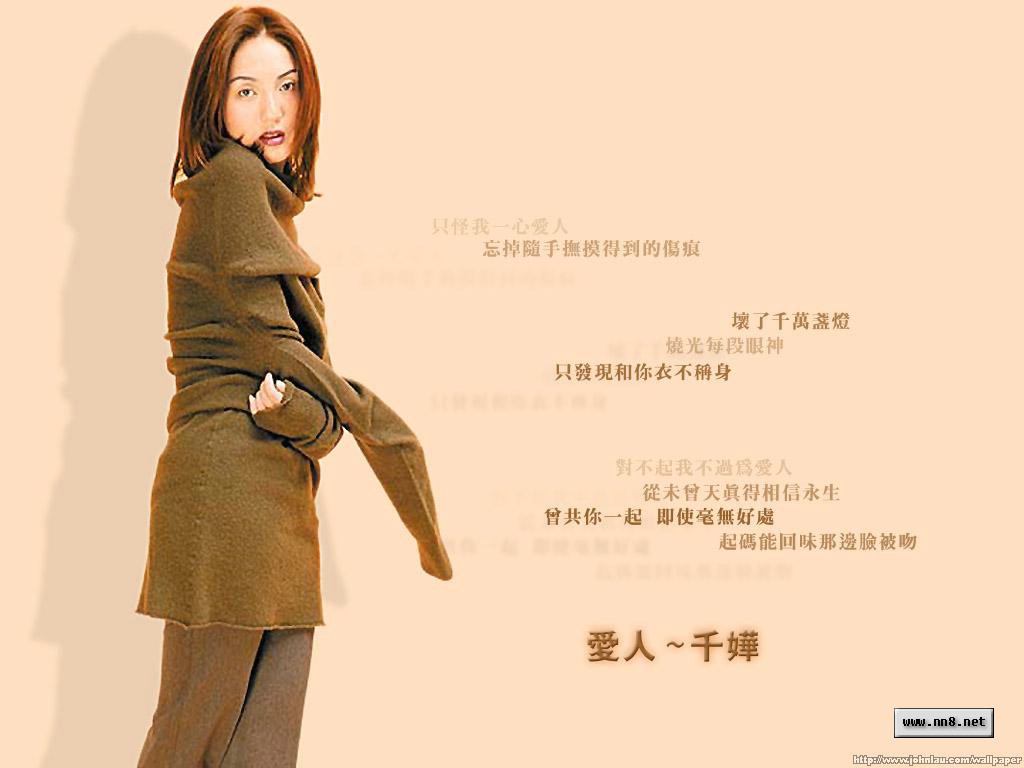 只怪我一心愛人
忘掉隨手撫摸得到的傷痕
壞了千萬盞燈
燒光每段眼神
只發現和你衣不稱身
對不起我不過爲愛人
從未曾天眞得相信永生
曾共你一起 即使毫無好處
起碼能回味那邊臉被吻
愛人~千嬅
www.nn8.net
http://www.johnlau.com/wallpaper